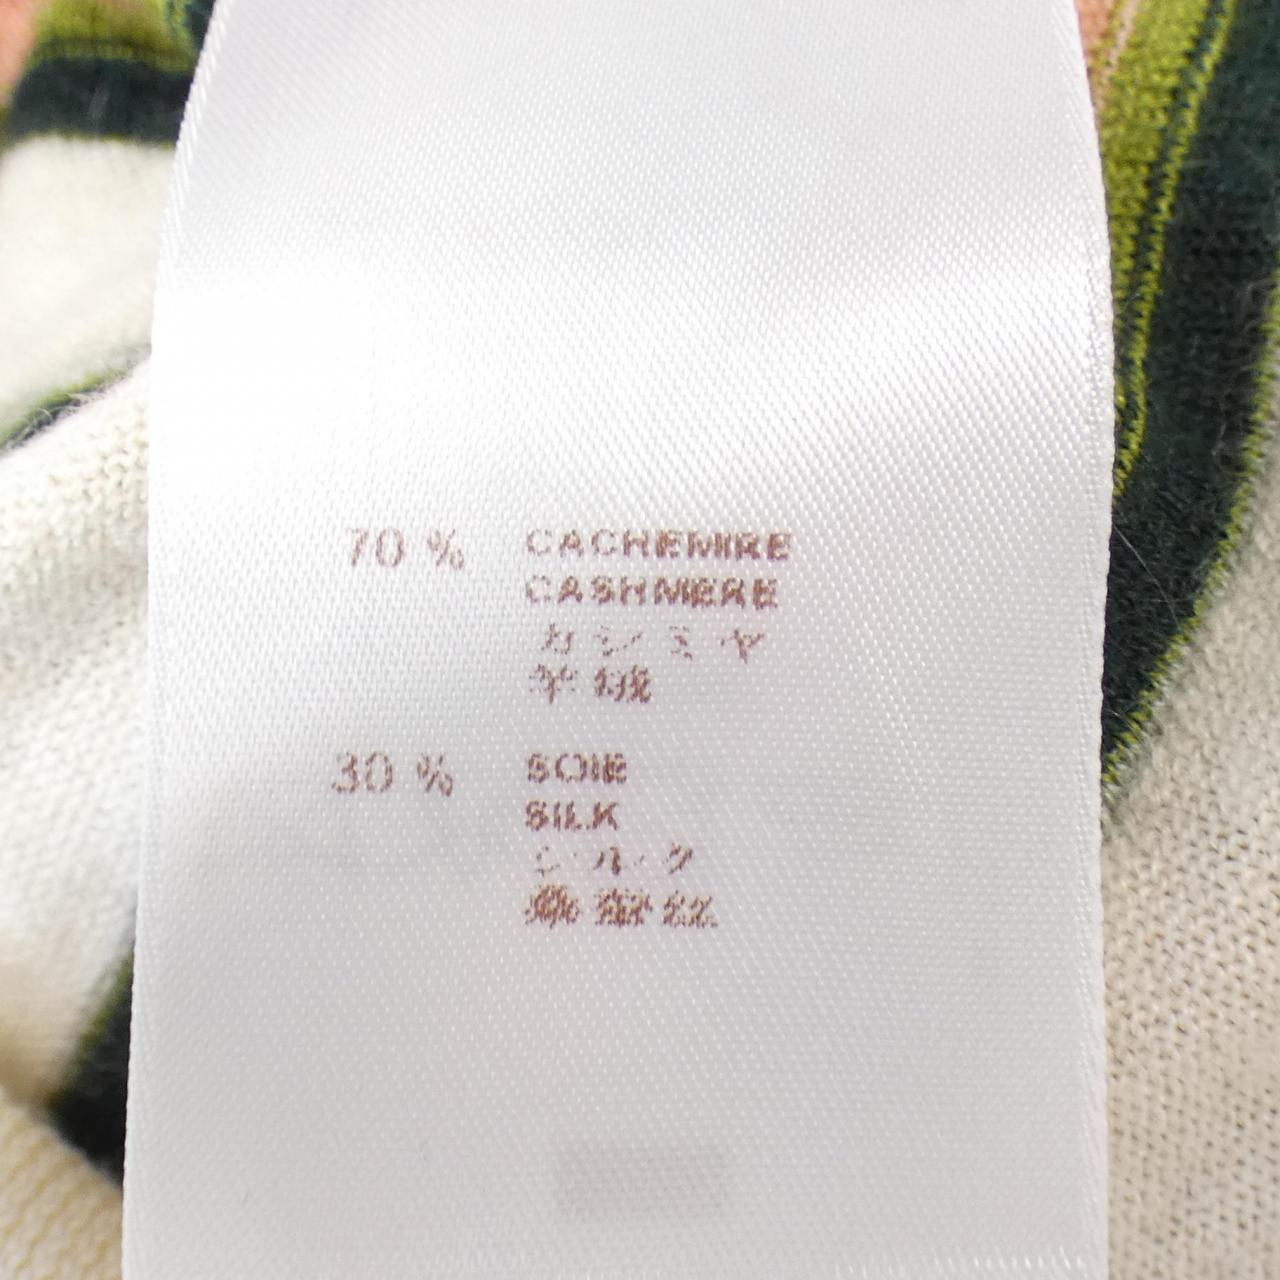 70 % CACHEMIRE
CASHMERE
カシミヤ
羊绒
30 % SOIE
SILK
シルク
桑蚕丝